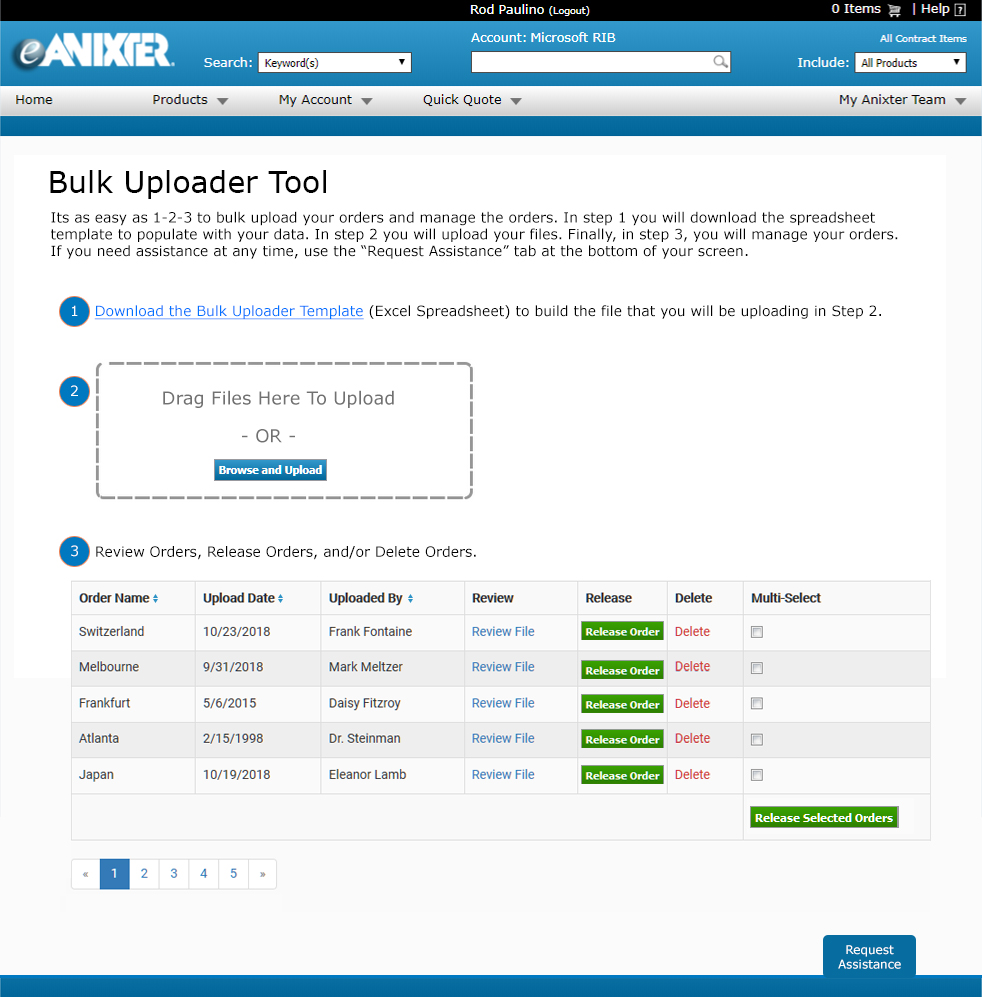 Rod Paulino (Logout)
0 Items | Help ?
eANIXTER
Account: Microsoft RIB
All Contract Items
Search: Keyword(s)
Include: All Products
Home Products My Account Quick Quote My Anixter Team
Bulk Uploader Tool
Its as easy as 1-2-3 to bulk upload your orders and manage the orders. In step 1 you will download the spreadsheet
template to populate with your data. In step 2 you will upload your files. Finally, in step 3, you will manage your orders.
If you need assistance at any time, use the “Request Assistance” tab at the bottom of your screen.
1 Download the Bulk Uploader Template (Excel Spreadsheet) to build the file that you will be uploading in Step 2.
2
Drag Files Here To Upload
- OR -
Browse and Upload
3 Review Orders, Release Orders, and/or Delete Orders.
Order Name Upload Date Uploaded By Review Release Delete Multi-Select
Switzerland 10/23/2018 Frank Fontaine Review File Release Order Delete
Melbourne 9/31/2018 Mark Meltzer Review File Release Order Delete
Frankfurt 5/6/2015 Daisy Fitzroy Review File Release Order Delete
Atlanta 2/15/1998 Dr. Steinman Review File Release Order Delete
Japan 10/19/2018 Eleanor Lamb Review File Release Order Delete
Release Selected Orders
« 1 2 3 4 5 »
Request
Assistance